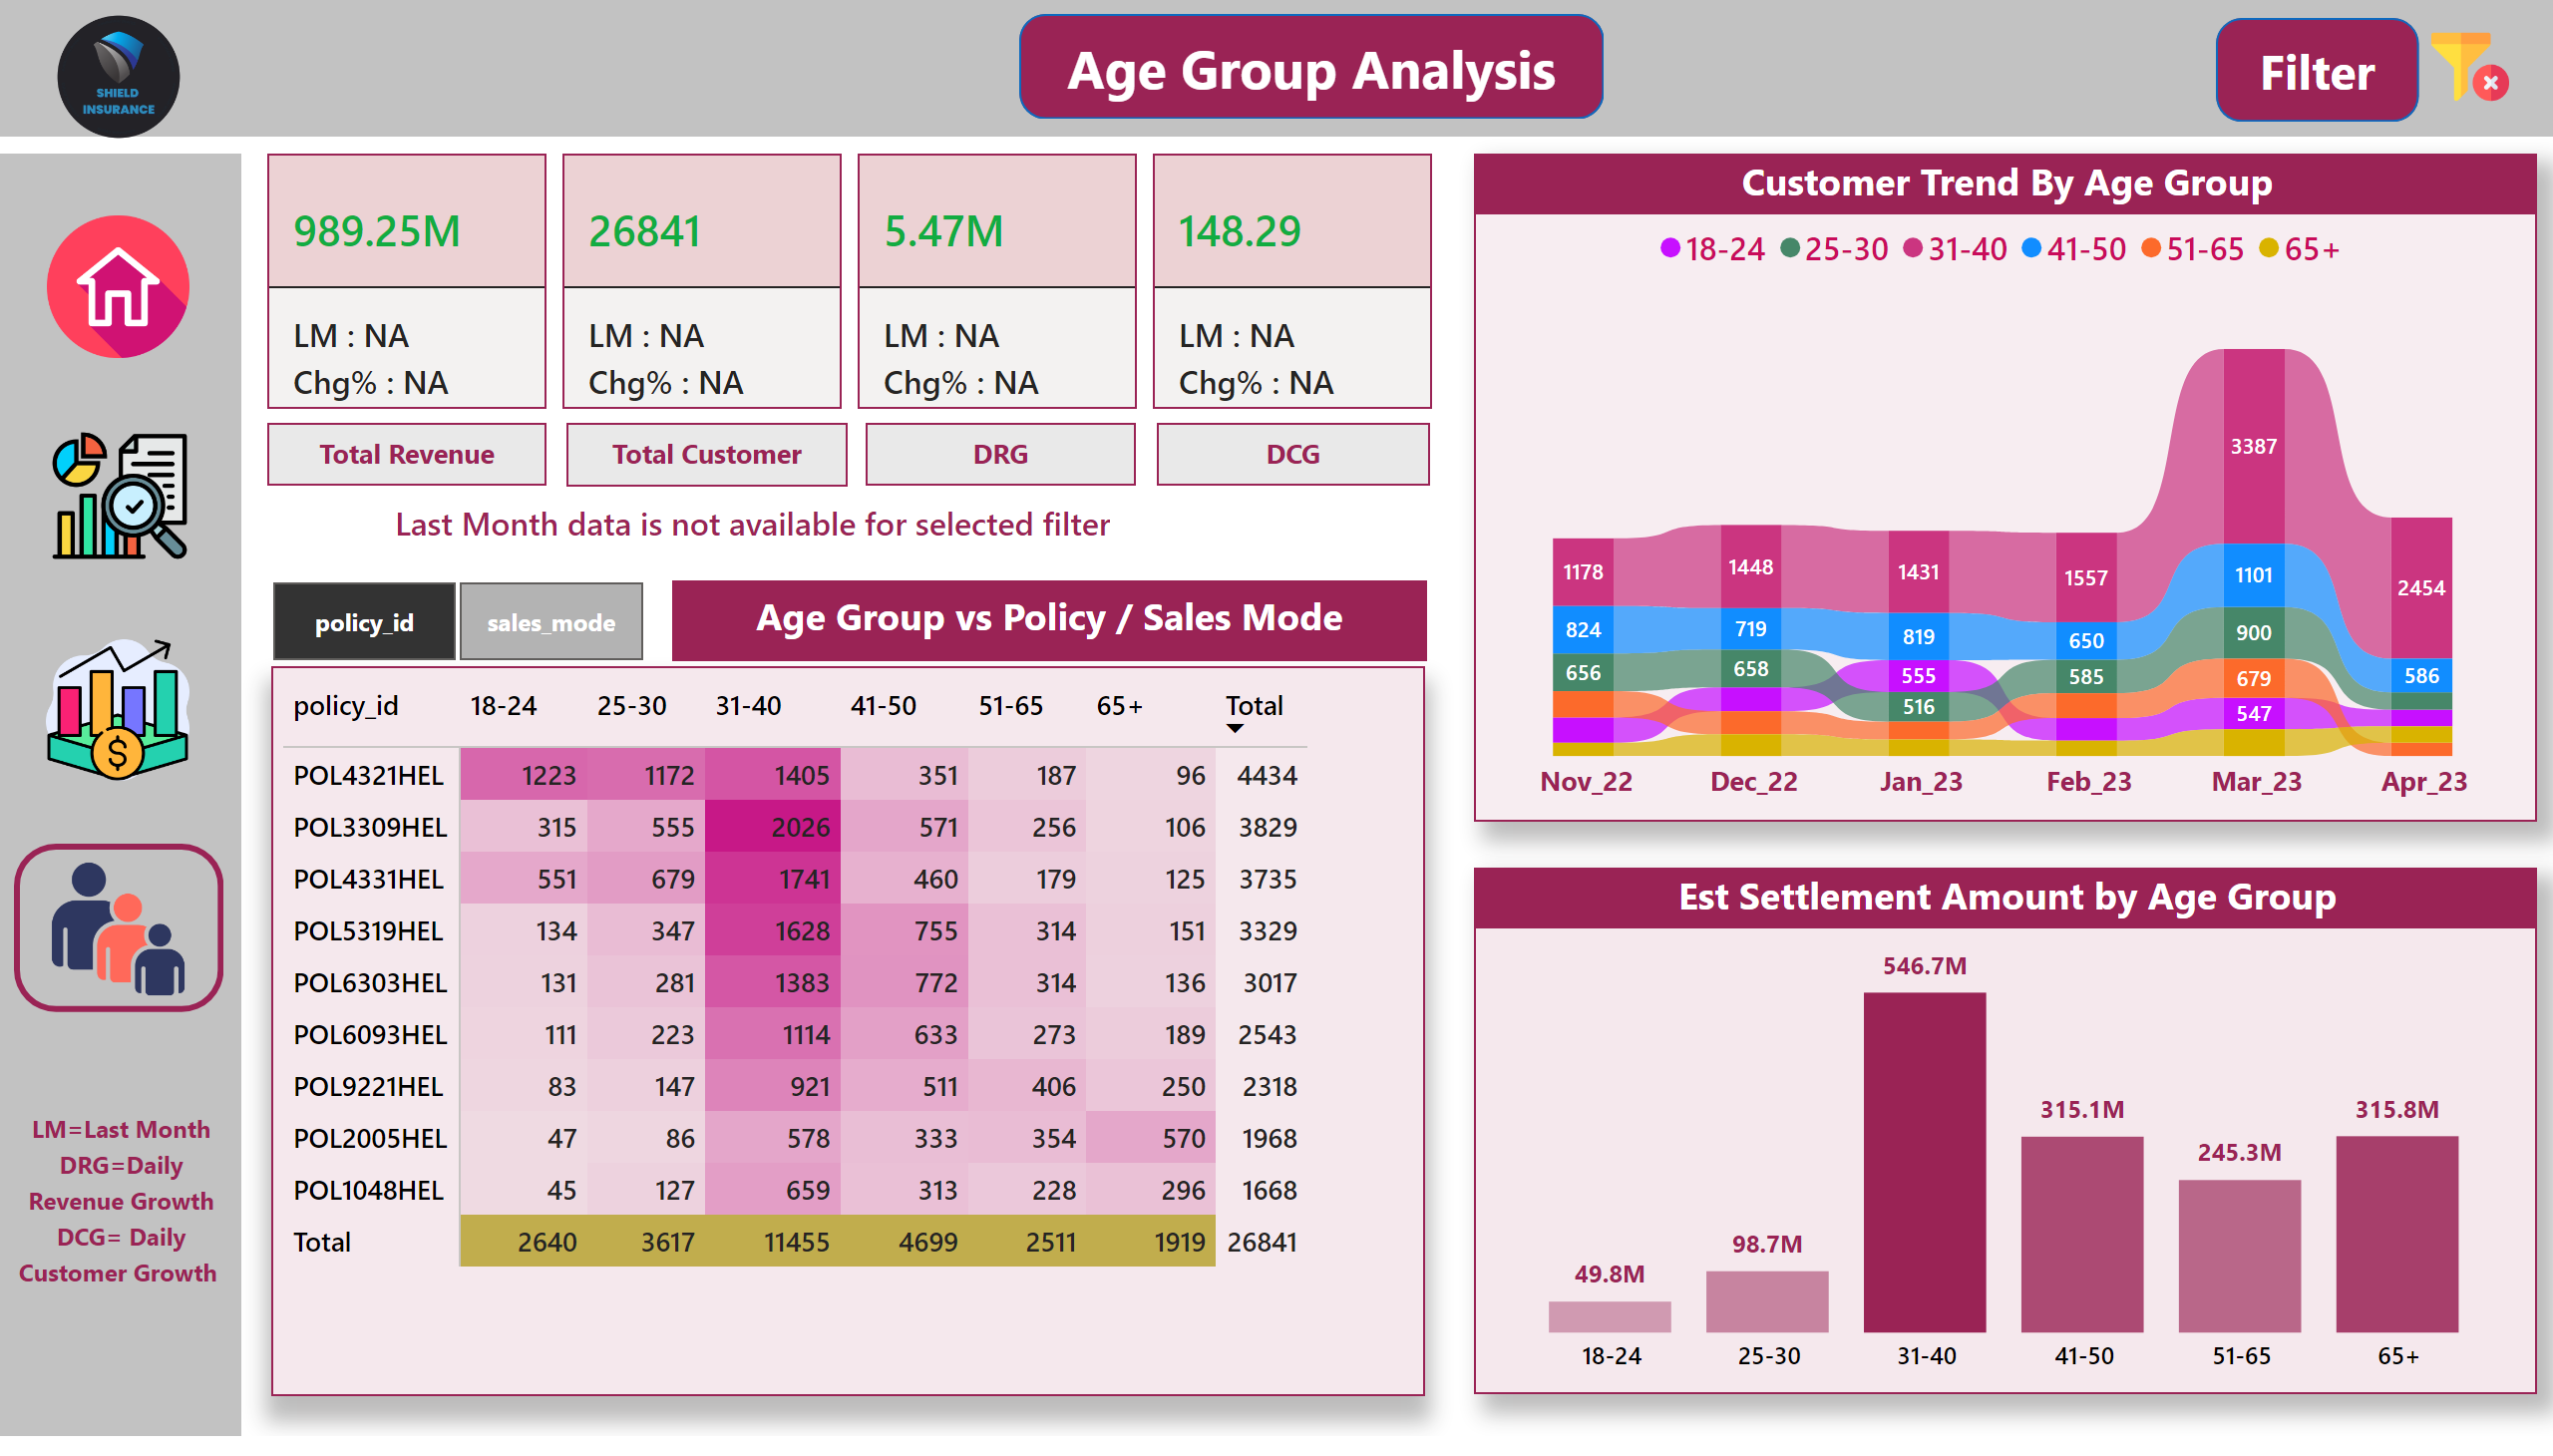 SHIELD
INSURANCE
Age Group Analysis
Filter
989.25M
LM : NA
Chg% : NA
Total Revenue
26841
LM : NA
Chg% : NA
Total Customer
5.47M
LM : NA
Chg% : NA
DRG
148.29
LM : NA
Chg% : NA
DCG
Last Month data is not available for selected filter
policy_id
sales_mode
Age Group vs Policy / Sales Mode
policy_id 18-24 25-30 31-40 41-50 51-65 65+ Total
POL4321HEL 1223 1172 1405 351 187 96 4434
POL3309HEL 315 555 2026 571 256 106 3829
POL4331HEL 551 679 1741 460 179 125 3735
POL5319HEL 134 347 1628 755 314 151 3329
POL6303HEL 131 281 1383 772 314 136 3017
POL6093HEL 111 223 1114 633 273 189 2543
POL9221HEL 83 147 921 511 406 250 2318
POL2005HEL 47 86 578 333 354 570 1968
POL1048HEL 45 127 659 313 228 296 1668
Total 2640 3617 11455 4699 2511 1919 26841
LM=Last Month
DRG=Daily
Revenue Growth
DCG= Daily
Customer Growth
Customer Trend By Age Group
18-24 25-30 31-40 41-50 51-65 65+
1178 1448 1431 1557 3387 2454
824 719 819 650 1101 586
656 658 555 585 900
516 679
547
Nov_22 Dec_22 Jan_23 Feb_23 Mar_23 Apr_23
Est Settlement Amount by Age Group
49.8M 98.7M 546.7M 315.1M 245.3M 315.8M
18-24 25-30 31-40 41-50 51-65 65+